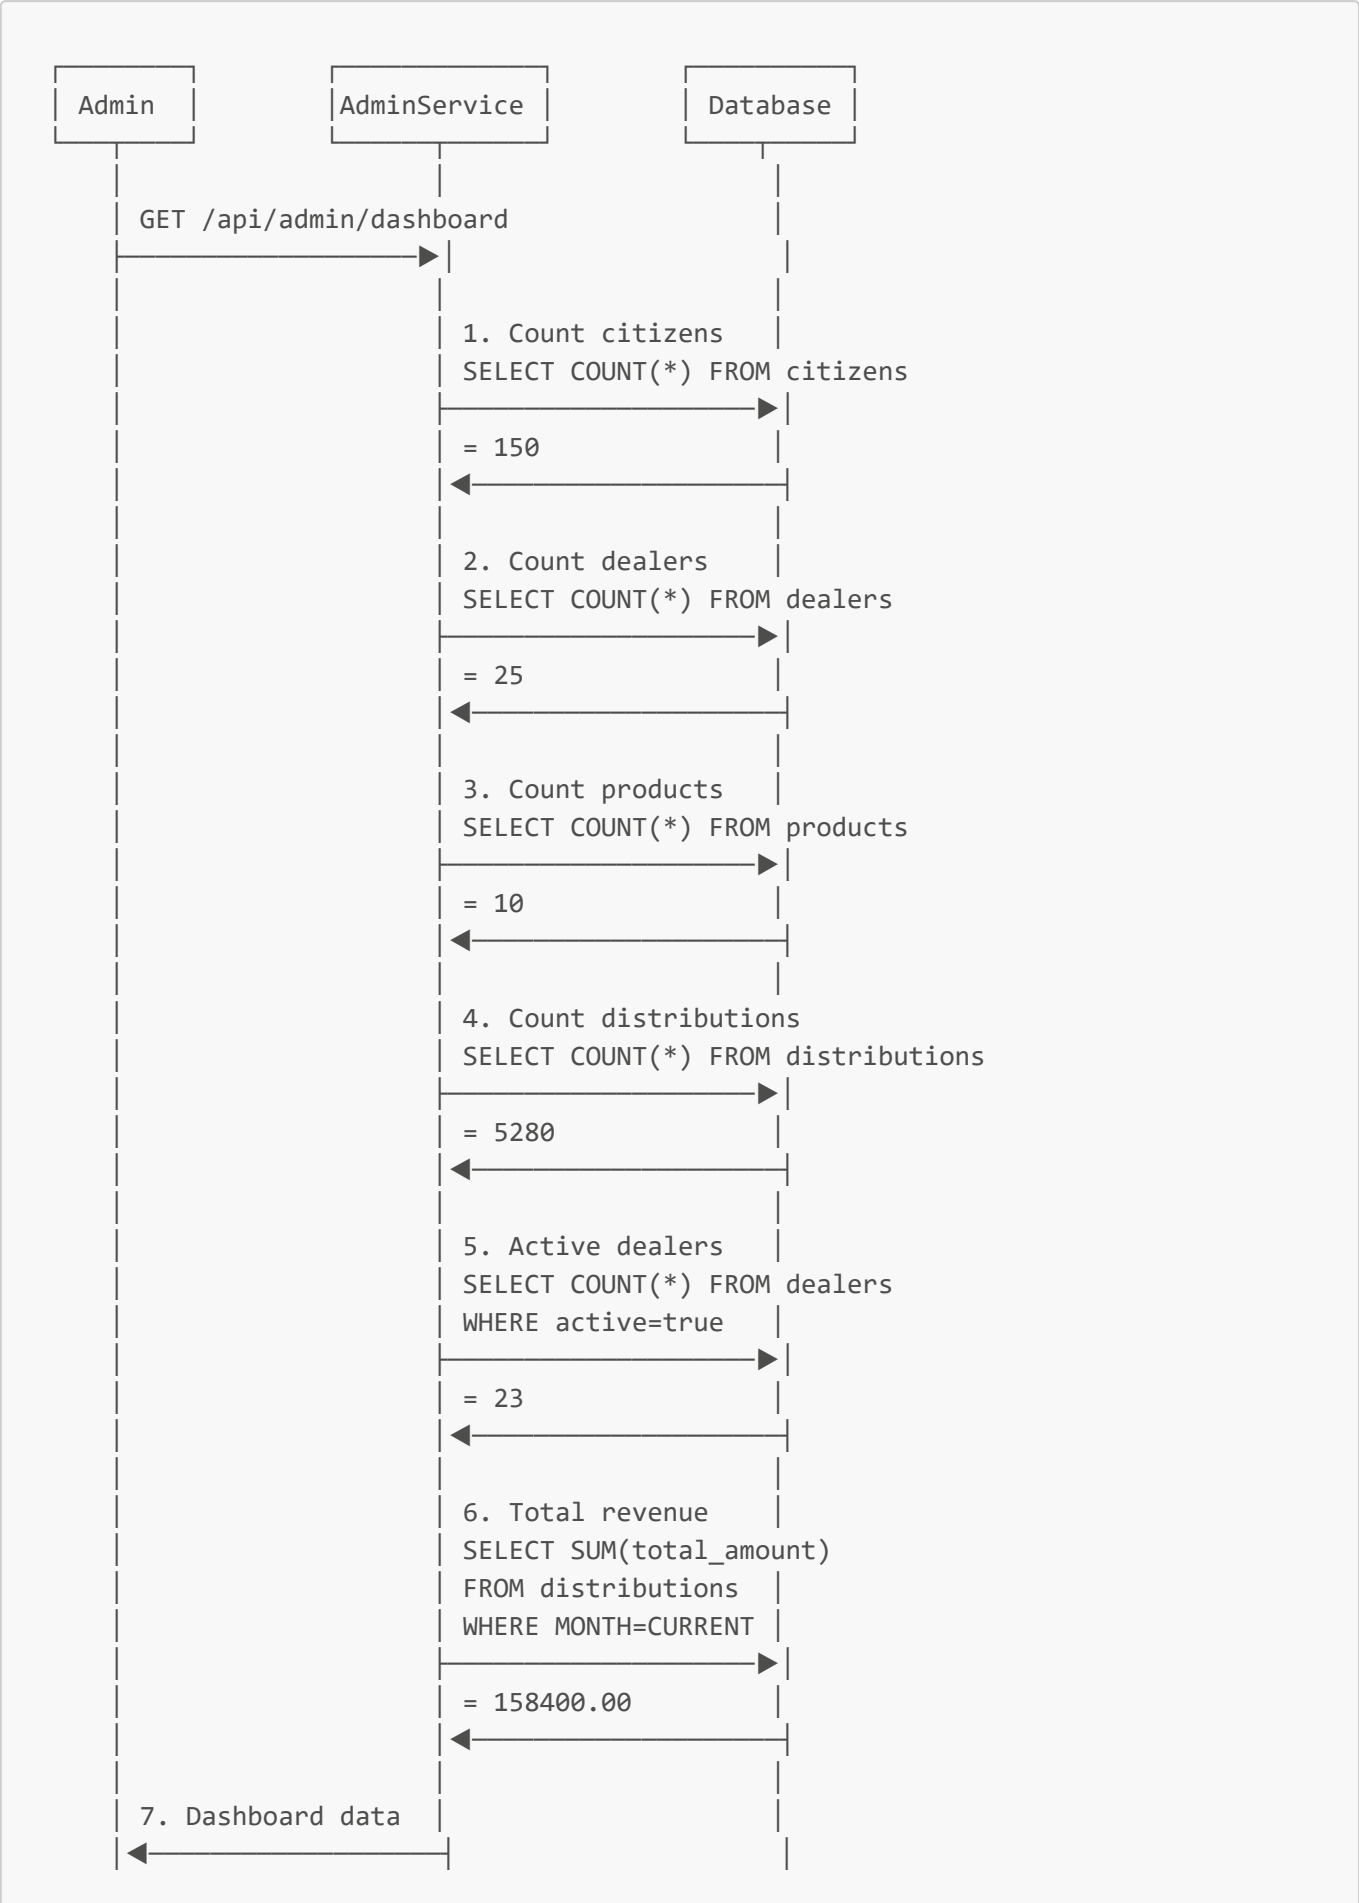 Admin AdminService Database
GET /api/admin/dashboard
1. Count citizens
SELECT COUNT(*) FROM citizens
= 150
2. Count dealers
SELECT COUNT(*) FROM dealers
= 25
3. Count products
SELECT COUNT(*) FROM products
= 10
4. Count distributions
SELECT COUNT(*) FROM distributions
= 5280
5. Active dealers
SELECT COUNT(*) FROM dealers
WHERE active=true
= 23
6. Total revenue
SELECT SUM(total_amount)
FROM distributions
WHERE MONTH=CURRENT
= 158400.00
7. Dashboard data